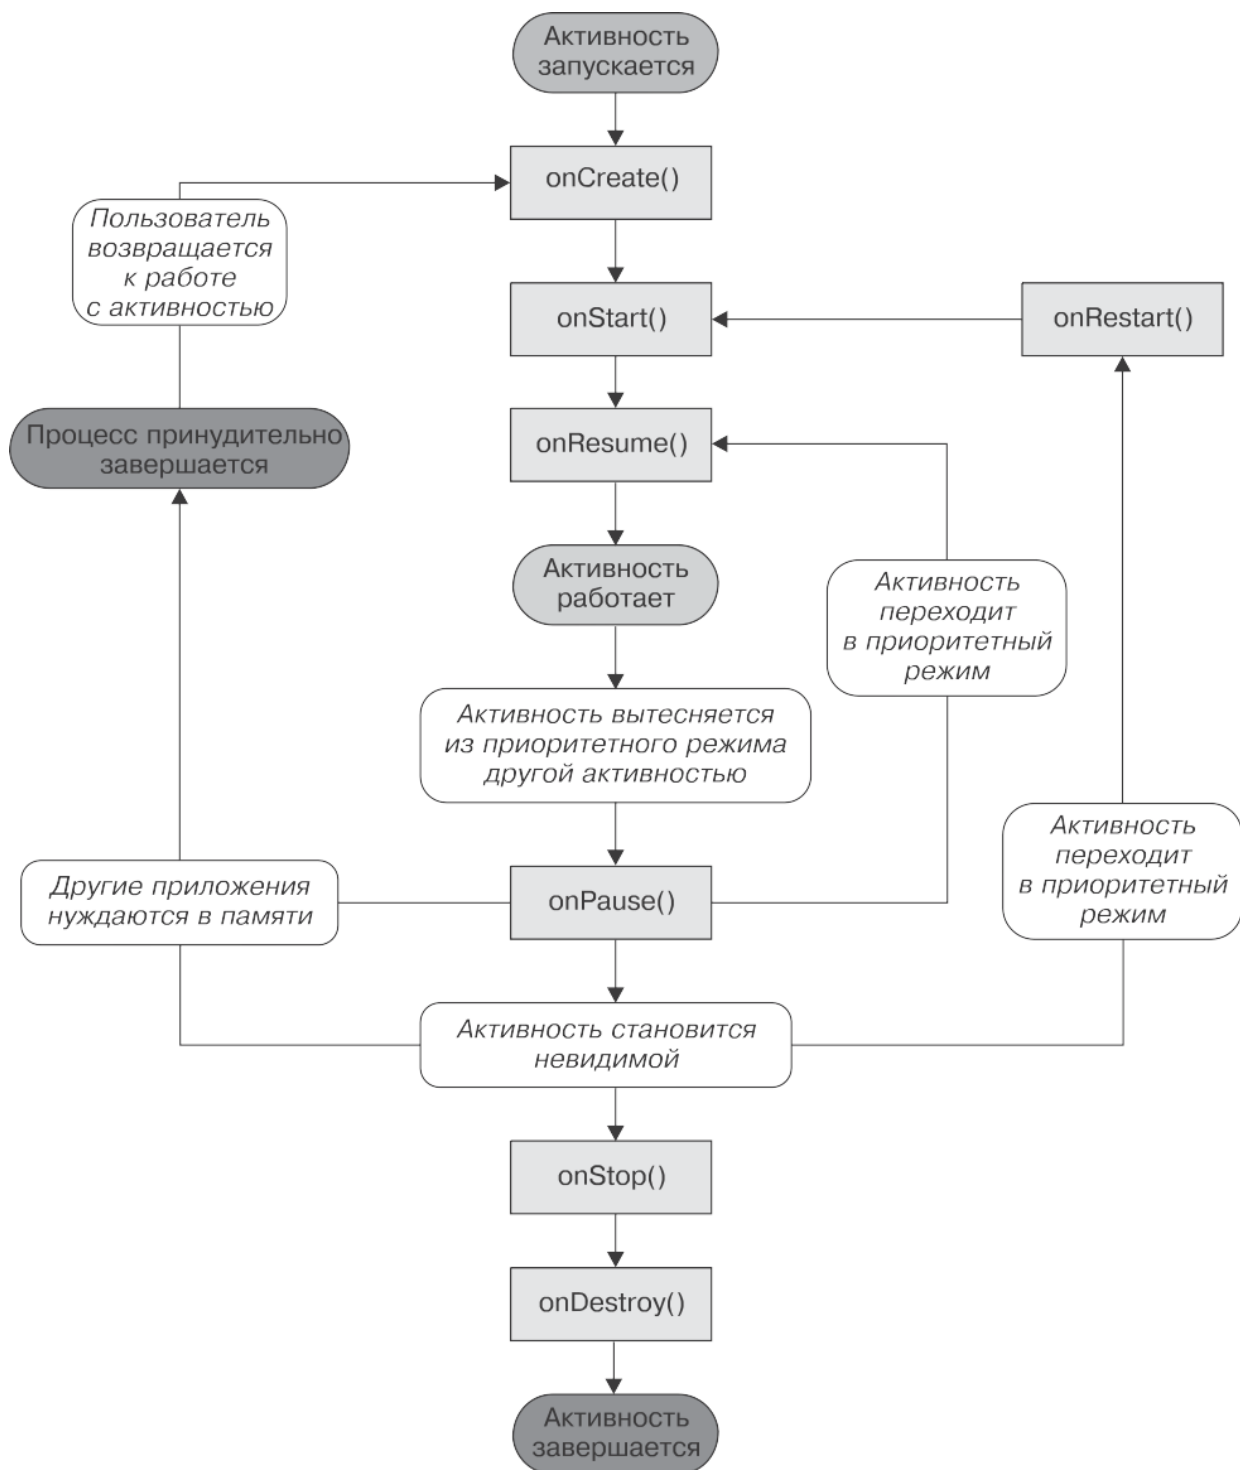 Активность
запускается
onCreate()
Пользователь
возвращается
к работе
с активностью
onStart()
onRestart()
Процесс принудительно
завершается
onResume()
Активность
работает
Активность
переходит
в приоритетный
режим
Активность вытесняется
из приоритетного режима
другой активностью
Активность
переходит
в приоритетный
режим
Другие приложения
нуждаются в памяти
onPause()
Активность становится
невидимой
onStop()
onDestroy()
Активность
завершается